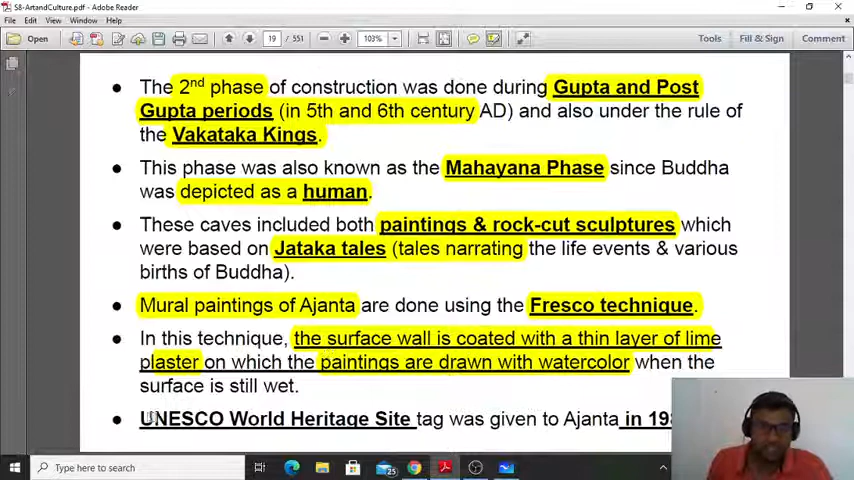 S8-ArtandCulture.pdf - Adobe Reader
File Edit View Window Help
Open 19 / 551 103% Tools Fill & Sign Comment
● The 2nd phase of construction was done during Gupta and Post
Gupta periods (in 5th and 6th century AD) and also under the rule of
the Vakataka Kings.
● This phase was also known as the Mahayana Phase since Buddha
was depicted as a human.
● These caves included both paintings & rock-cut sculptures which
were based on Jataka tales (tales narrating the life events & various
births of Buddha).
● Mural paintings of Ajanta are done using the Fresco technique.
● In this technique, the surface wall is coated with a thin layer of lime
plaster on which the paintings are drawn with watercolor when the
surface is still wet.
● UNESCO World Heritage Site tag was given to Ajanta in
Type here to search 25